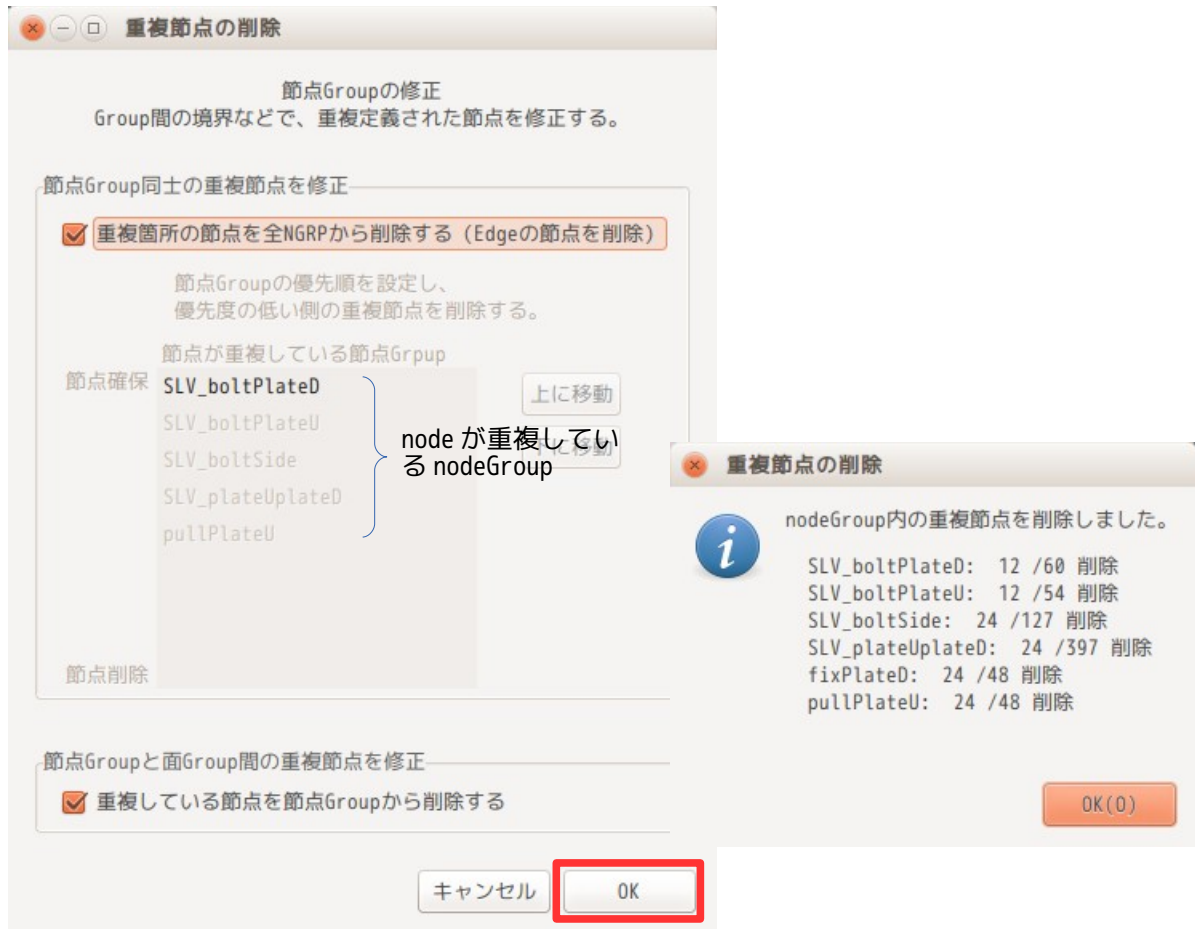 重複節点の削除
節点Groupの修正
Group間の境界などで、重複定義された節点を修正する。
節点Group同士の重複節点を修正
重複箇所の節点を全NGRPから削除する(Edgeの節点を削除)
節点Groupの優先順を設定し、
優先度の低い側の重複節点を削除する。
節点が重複している節点Grpup
節点確保
SLV_boltPlateD
SLV_boltPlateU
SLV_boltSide
SLV_plateUplateD
pullPlateU
上に移動
下に移動
node が重複してい
る nodeGroup
節点削除
節点Groupと面Group間の重複節点を修正
重複している節点を節点Groupから削除する
キャンセル
OK
重複節点の削除
nodeGroup内の重複節点を削除しました。
SLV_boltPlateD: 12 /60 削除
SLV_boltPlateU: 12 /54 削除
SLV_boltSide: 24 /127 削除
SLV_plateUplateD: 24 /397 削除
fixPlateD: 24 /48 削除
pullPlateU: 24 /48 削除
OK(O)